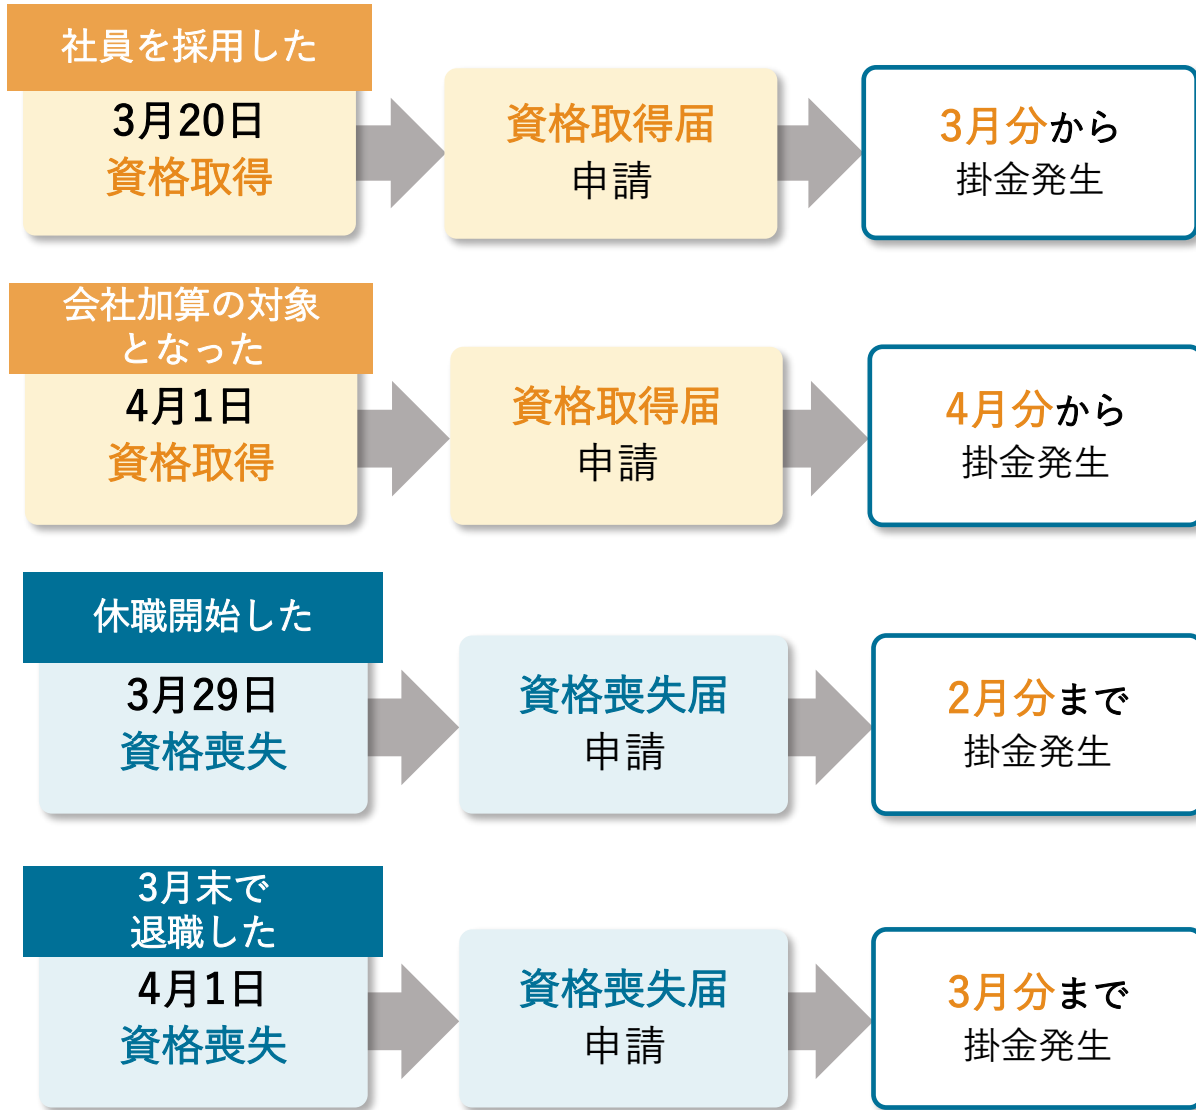 社員を採用した
3月20日
資格取得
資格取得届
申請
3月分から
掛金発生
会社加算の対象
となった
4月1日
資格取得
資格取得届
申請
4月分から
掛金発生
休職開始した
3月29日
資格喪失
資格喪失届
申請
2月分まで
掛金発生
3月末で
退職した
4月1日
資格喪失
資格喪失届
申請
3月分まで
掛金発生